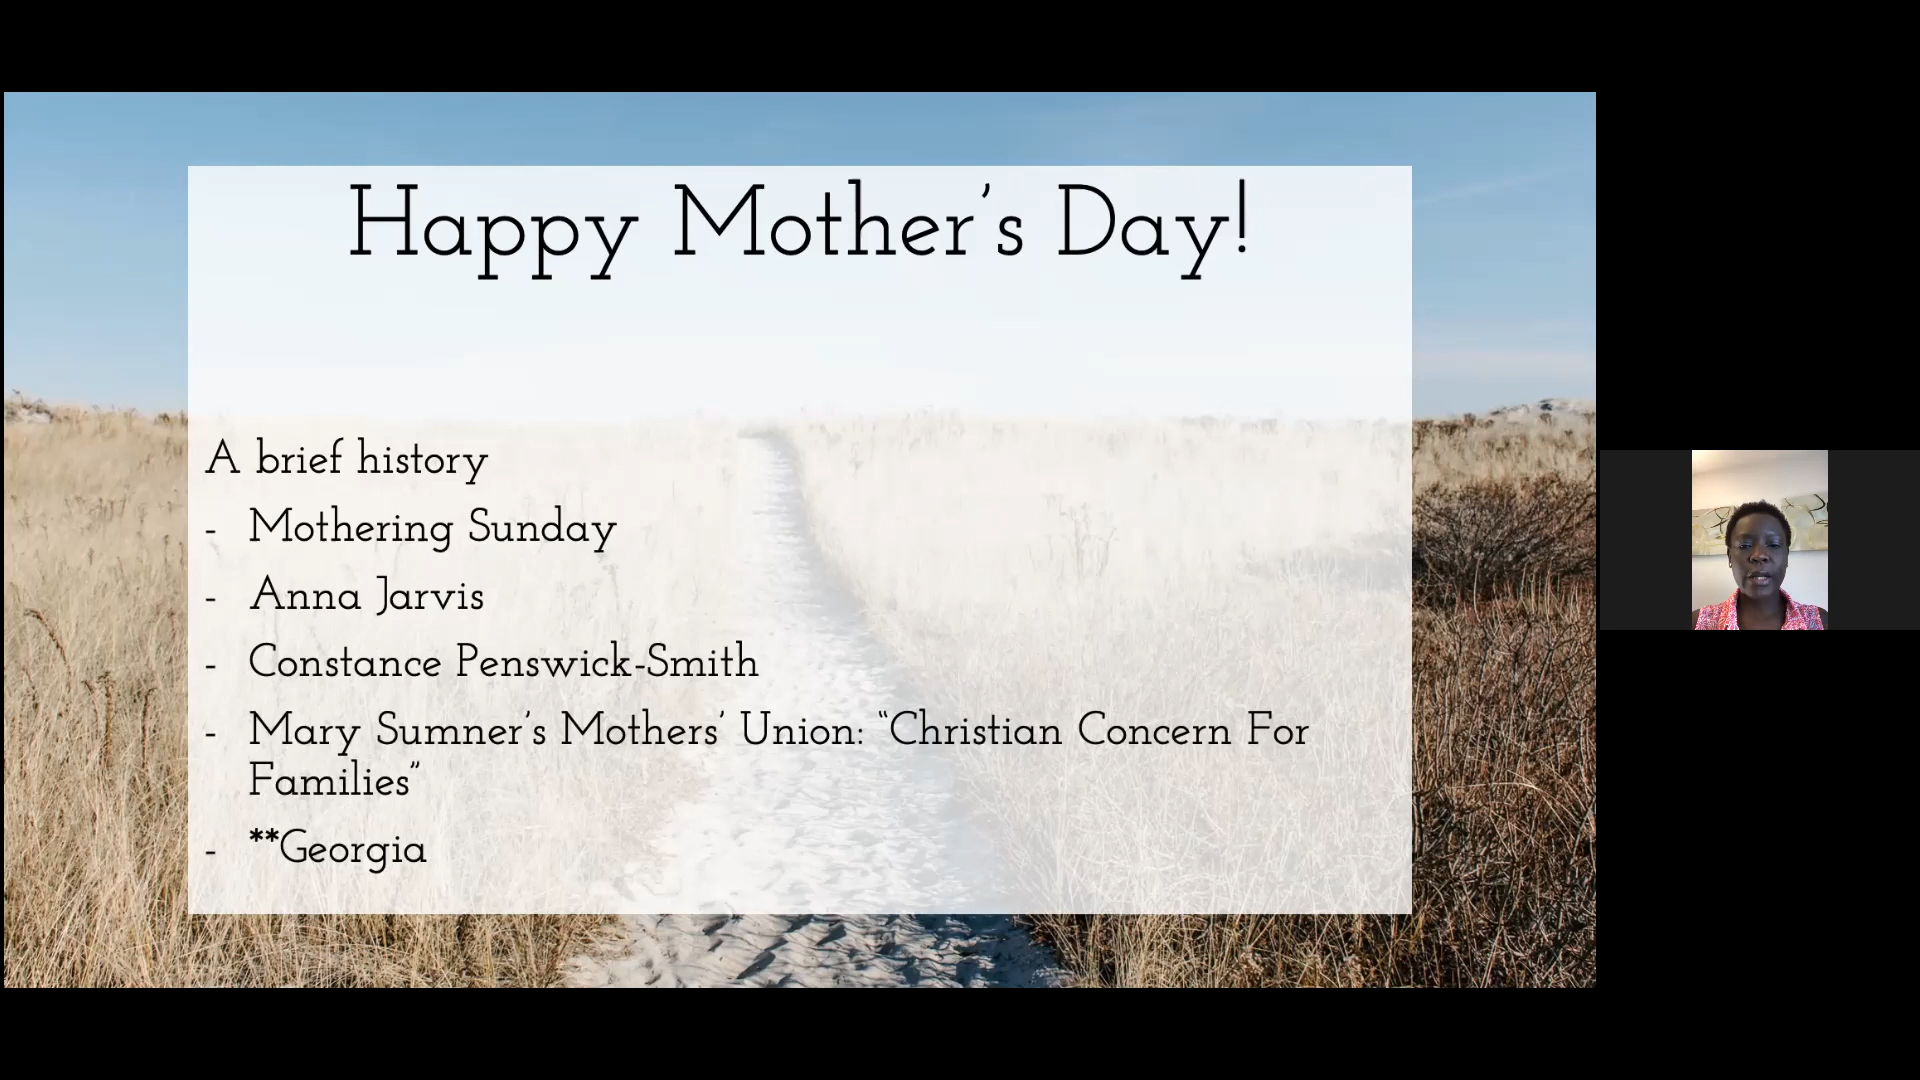 Happy Mother’s Day!
A brief history
- Mothering Sunday
- Anna Jarvis
- Constance Penswick-Smith
- Mary Sumner’s Mothers’ Union: “Christian Concern For
Families”
- **Georgia